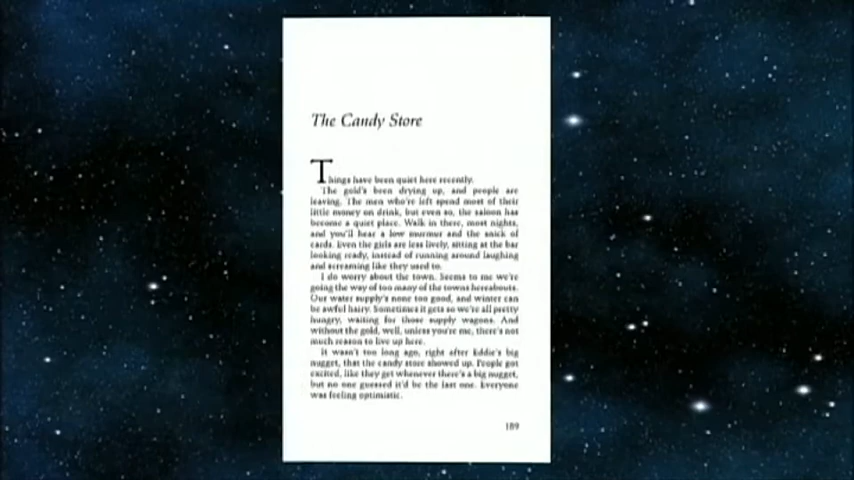 The Candy Store
Things have been quiet here recently.
The gold's been drying up, and people are
leaving. The men who're left spend most of their
little money on drink, but even so, the saloon has
become a quiet place. Walk in there, most nights,
and you'll hear a low murmur and the snick of
cards. Even the girls are less lively, sitting at the bar
looking ready, instead of running around laughing
and screaming like they used to.
I do worry about the town. Seems to me we're
going the way of too many of the towns hereabouts.
Our water supply's none too good, and winter can
be awful hairy. Sometimes it gets so we're all pretty
hungry, waiting for those supply wagons. And
without the gold, well, unless you're me, there's not
much reason to live up here.
It wasn't too long ago, right after Eddie's big
nugget, that the candy store showed up. People got
excited, like they get whenever there's a big nugget,
but no one guessed it'd be the last one. Everyone
was feeling optimistic.
189